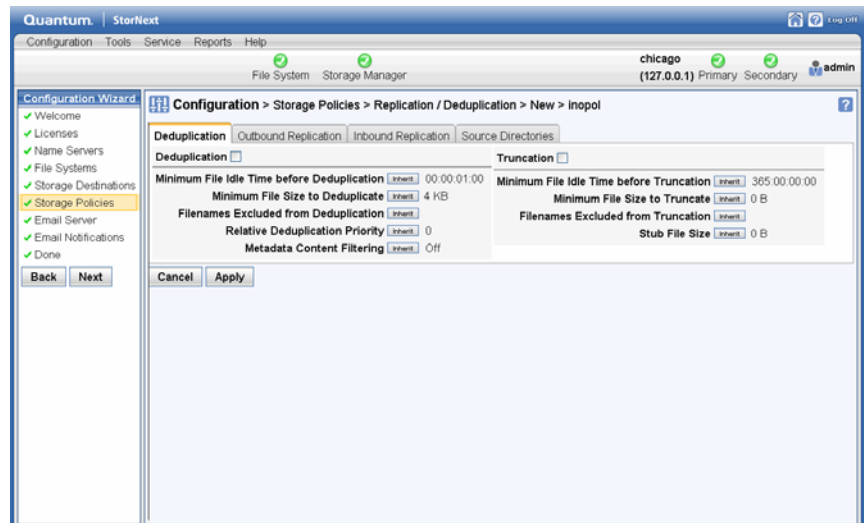 Quantum. StorNext
Log Off
Configuration Tools Service Reports Help
File System Storage Manager
chicago
(127.0.0.1) Primary Secondary
admin
Configuration Wizard
Welcome
Licenses
Name Servers
File Systems
Storage Destinations
Storage Policies
Email Server
Email Notifications
Done
Back Next
Configuration > Storage Policies > Replication / Deduplication > New > inopol
?
Deduplication Outbound Replication Inbound Replication Source Directories
Deduplication
Minimum File Idle Time before Deduplication Inherit 00:00:01:00
Minimum File Size to Deduplicate Inherit 4 KB
Filenames Excluded from Deduplication Inherit
Relative Deduplication Priority Inherit 0
Metadata Content Filtering Inherit Off
Truncation
Minimum File Idle Time before Truncation Inherit 365:00:00:00
Minimum File Size to Truncate Inherit 0 B
Filenames Excluded from Truncation Inherit
Stub File Size Inherit 0 B
Cancel Apply